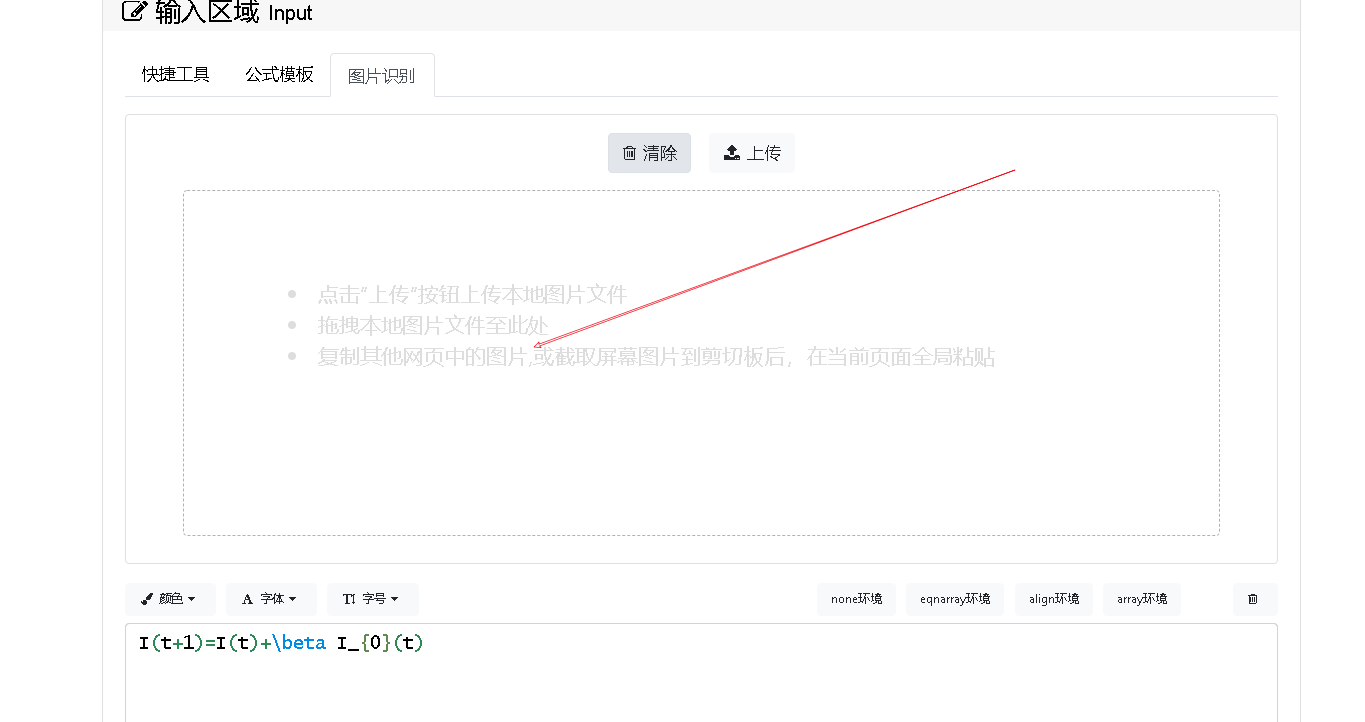 输入区域 Input
快捷工具 公式模板 图片识别
清除 上传
点击“上传”按钮上传本地图片文件
拖拽本地图片文件至此处
复制其他网页中的图片,或截取屏幕图片到剪切板后，在当前页面全局粘贴
颜色 A 字体 TI 字号 none环境 eqnarray环境 align环境 array环境
I(t+1)=I(t)+\beta I_{0}(t)